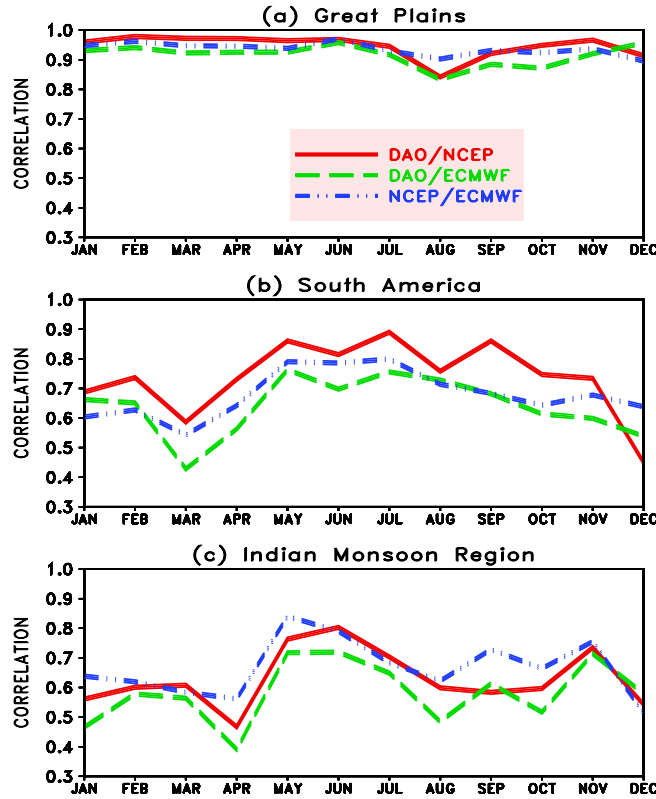 (a) Great Plains
1.0
0.9
0.8
0.7
0.6
0.5
0.4
0.3
CORRELATION
DAO/NCEP
DAO/ECMWF
NCEP/ECMWF
JAN FEB MAR APR MAY JUN JUL AUG SEP OCT NOV DEC
(b) South America
1.0
0.9
0.8
0.7
0.6
0.5
0.4
0.3
CORRELATION
JAN FEB MAR APR MAY JUN JUL AUG SEP OCT NOV DEC
(c) Indian Monsoon Region
1.0
0.9
0.8
0.7
0.6
0.5
0.4
0.3
CORRELATION
JAN FEB MAR APR MAY JUN JUL AUG SEP OCT NOV DEC